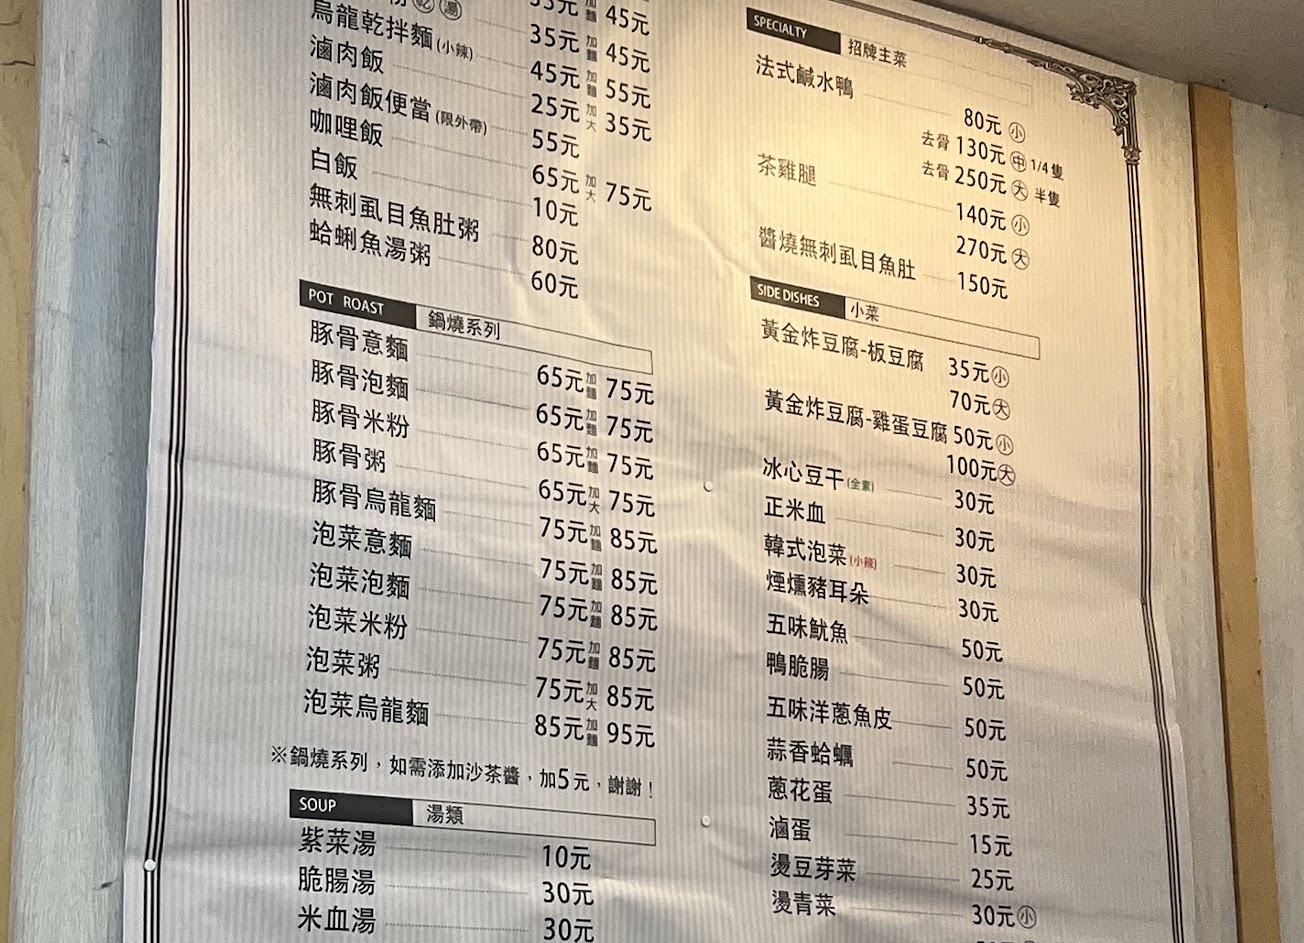 35元 加麵 45元
粉 乾 湯 35元 加麵 45元
烏龍乾拌麵(小辣) 45元 加麵 55元
滷肉飯 25元 加大 35元
滷肉飯便當(限外帶) 55元
咖哩飯 65元 加大 75元
白飯 10元
無刺虱目魚肚粥 80元
蛤蜊魚湯粥 60元
POT ROAST 鍋燒系列
豚骨意麵 65元 加麵 75元
豚骨泡麵 65元 加麵 75元
豚骨米粉 65元 加麵 75元
豚骨粥 65元 加大 75元
豚骨烏龍麵 75元 加麵 85元
泡菜意麵 75元 加麵 85元
泡菜泡麵 75元 加麵 85元
泡菜米粉 75元 加麵 85元
泡菜粥 75元 加大 85元
泡菜烏龍麵 85元 加麵 95元
※鍋燒系列，如需添加沙茶醬，加5元，謝謝！
SOUP 湯類
紫菜湯 10元
脆腸湯 30元
米血湯 30元
SPECIALTY 招牌主菜
法式鹹水鴨 80元 小
去骨 130元 中 1/4隻
去骨 250元 大 半隻
茶雞腿 140元 小
270元 大
醬燒無刺虱目魚肚 150元
SIDE DISHES 小菜
黃金炸豆腐-板豆腐 35元 小
70元 大
黃金炸豆腐-雞蛋豆腐 50元 小
100元 大
冰心豆干(全素) 30元
正米血 30元
韓式泡菜(小辣) 30元
煙燻豬耳朵 30元
五味魷魚 50元
鴨脆腸 50元
五味洋蔥魚皮 50元
蒜香蛤蠣 50元
蔥花蛋 35元
滷蛋 15元
燙豆芽菜 25元
燙青菜 30元 小